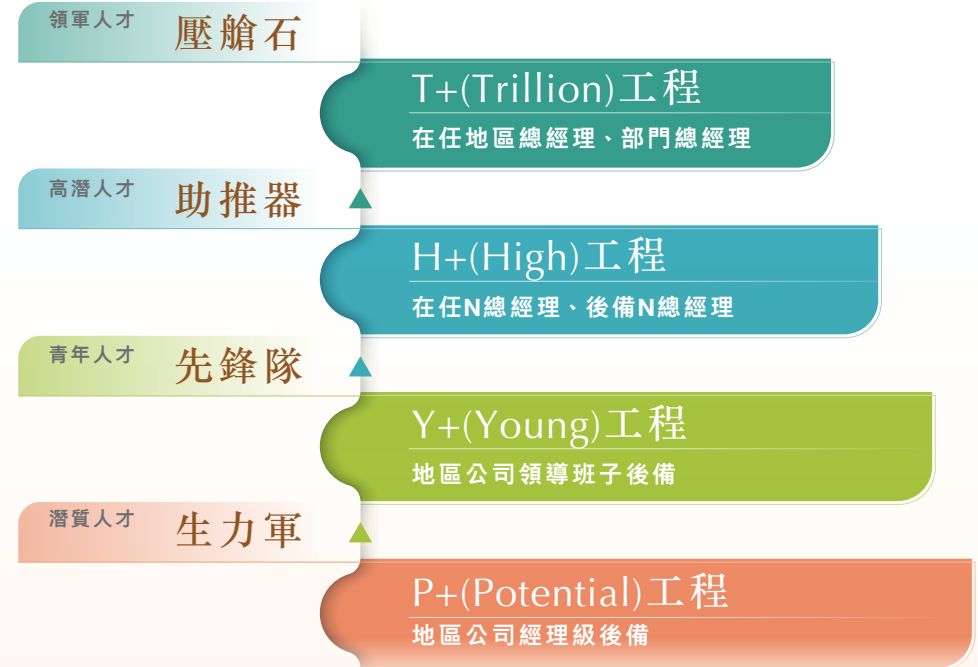 領軍人才
壓艙石
T+(Trillion)工程
在任地區總經理、部門總經理
高潛人才
助推器
H+(High)工程
在任N總經理、後備N總經理
青年人才
先鋒隊
Y+(Young)工程
地區公司領導班子後備
潛質人才
生力軍
P+(Potential)工程
地區公司經理級後備